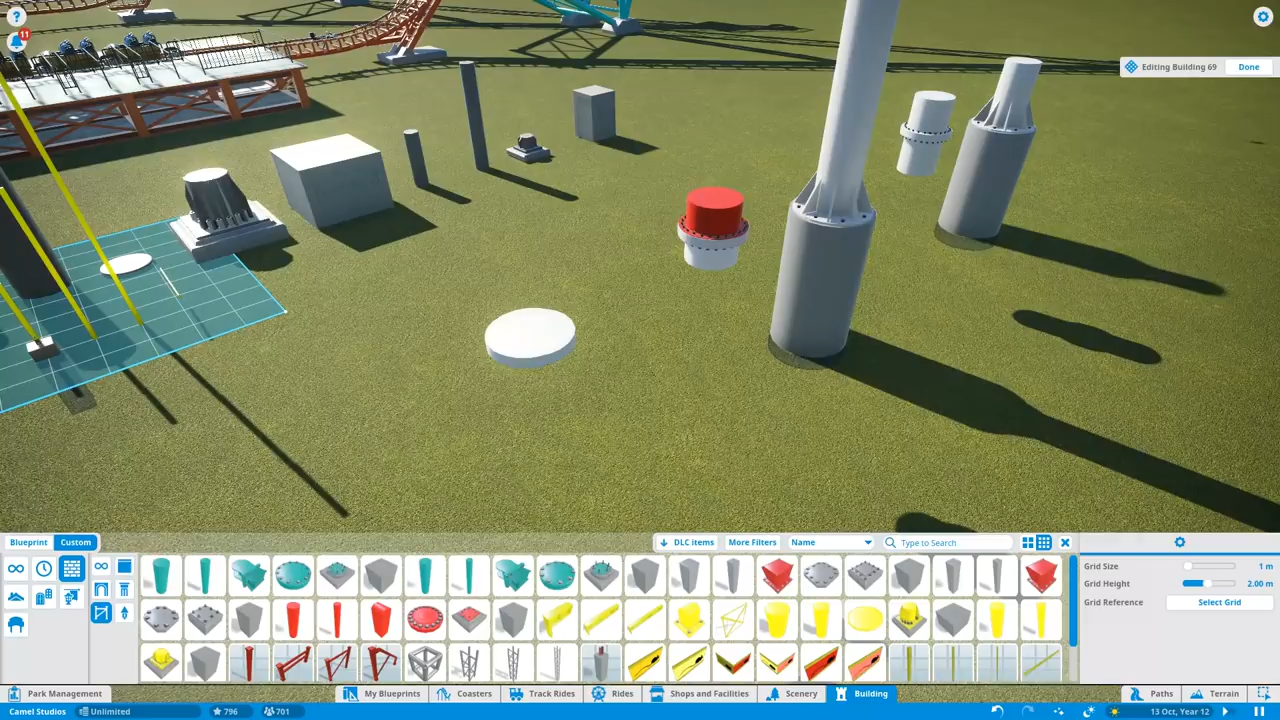 ?
11
Editing Building 69
Done
Blueprint
Custom
DLC items
More Filters
Name
Type to Search
Grid Size
1 m
Grid Height
2.00 m
Grid Reference
Select Grid
Park Management
My Blueprints
Coasters
Track Rides
Rides
Shops and Facilities
Scenery
Building
Paths
Terrain
Camel Studios
Unlimited
796
701
13 Oct, Year 12